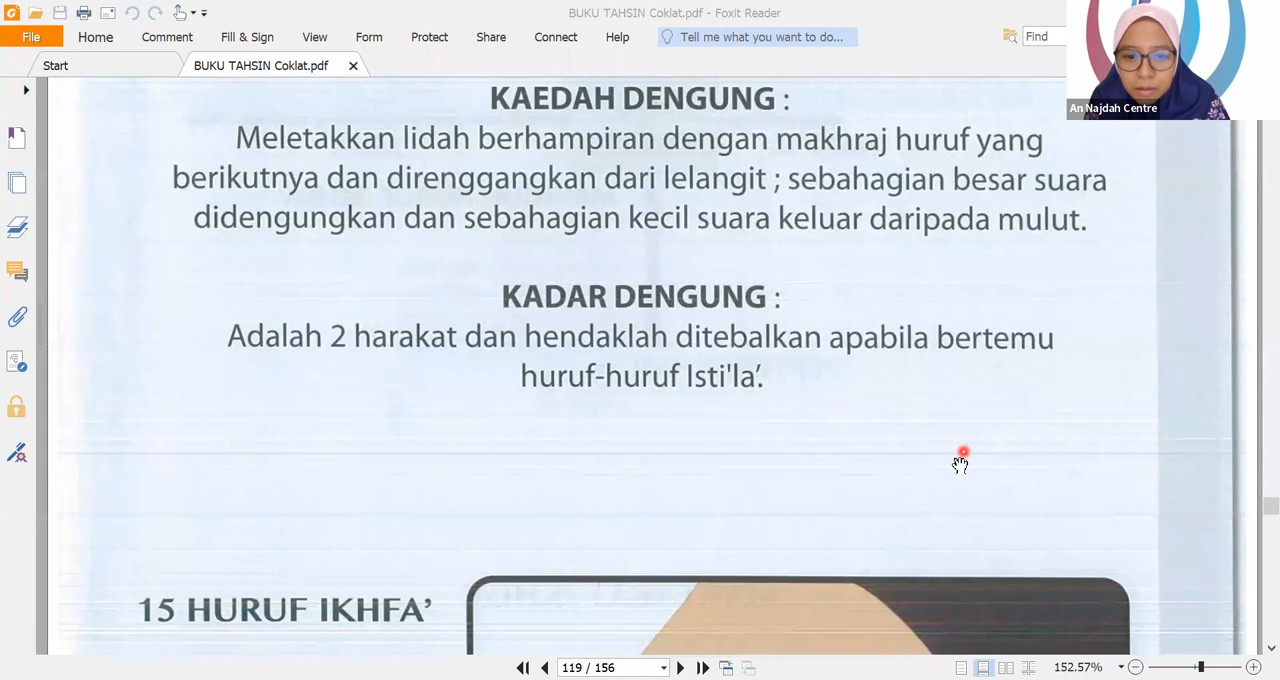 BUKU TAHSIN Coklat.pdf - Foxit Reader
File Home Comment Fill & Sign View Form Protect Share Connect Help Tell me what you want to do... Find
Start BUKU TAHSIN Coklat.pdf
An Najdah Centre
KAEDAH DENGUNG :
Meletakkan lidah berhampiran dengan makhraj huruf yang
berikutnya dan direnggangkan dari lelangit ; sebahagian besar suara
didengungkan dan sebahagian kecil suara keluar daripada mulut.
KADAR DENGUNG :
Adalah 2 harakat dan hendaklah ditebalkan apabila bertemu
huruf-huruf Isti'la'.
15 HURUF IKHFA'
119 / 156
152.57%